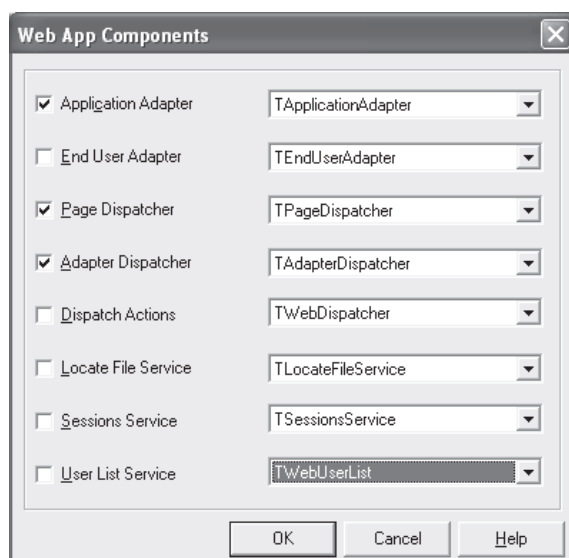 Web App Components
Application Adapter TApplicationAdapter
End User Adapter TEndUserAdapter
Page Dispatcher TPageDispatcher
Adapter Dispatcher TAdapterDispatcher
Dispatch Actions TWebDispatcher
Locate File Service TLocateFileService
Sessions Service TSessionsService
User List Service TWebUserList
OK Cancel Help